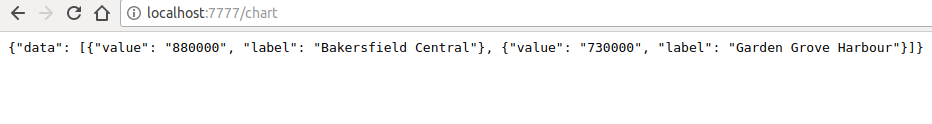 localhost:7777/chart
{"data": [{"value": "880000", "label": "Bakersfield Central"}, {"value": "730000", "label": "Garden Grove Harbour"}]}